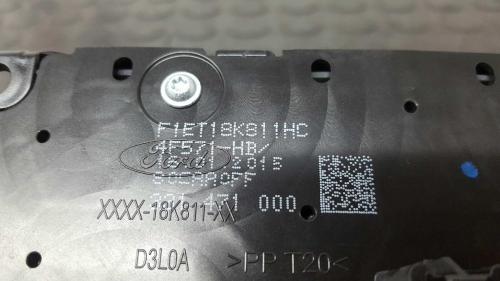 F1ET18K811HC
4F571-HB/
Ford
2015
000
XXXX-18K811-XX
D3L0A >PP T20<